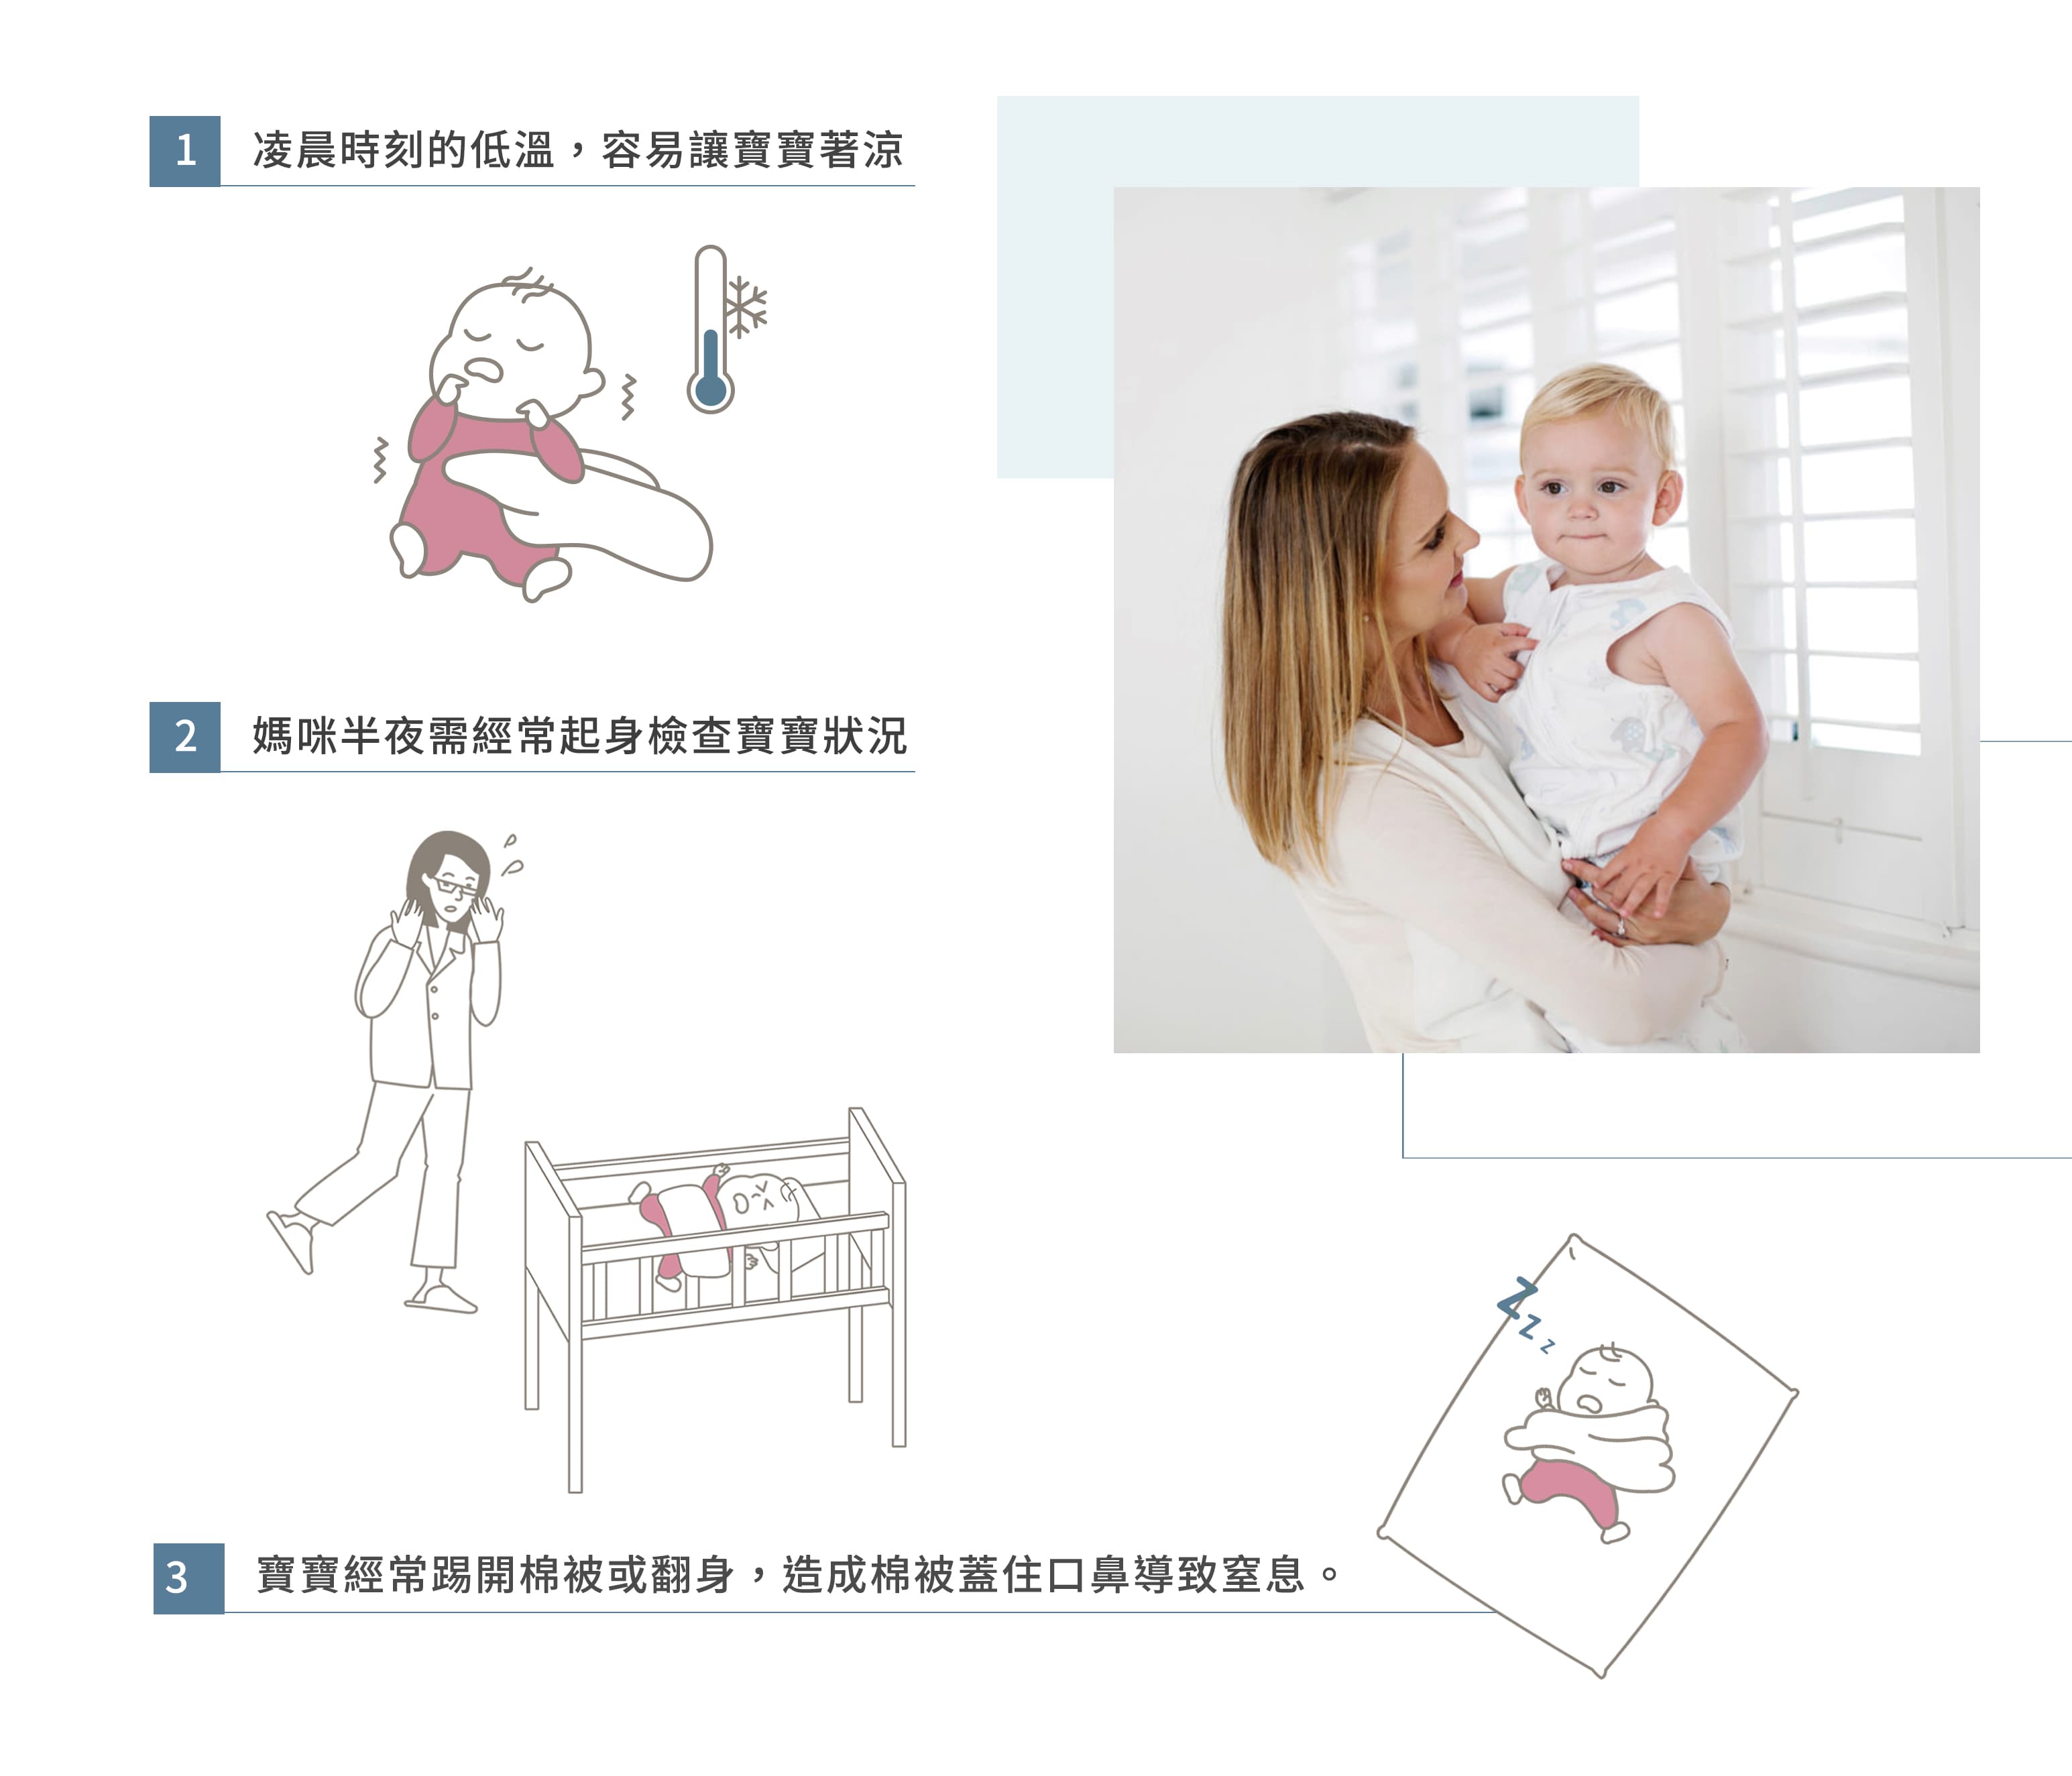 1 凌晨時刻的低溫，容易讓寶寶著涼
2 媽咪半夜需經常起身檢查寶寶狀況
Z z z
3 寶寶經常踢開棉被或翻身，造成棉被蓋住口鼻導致窒息。